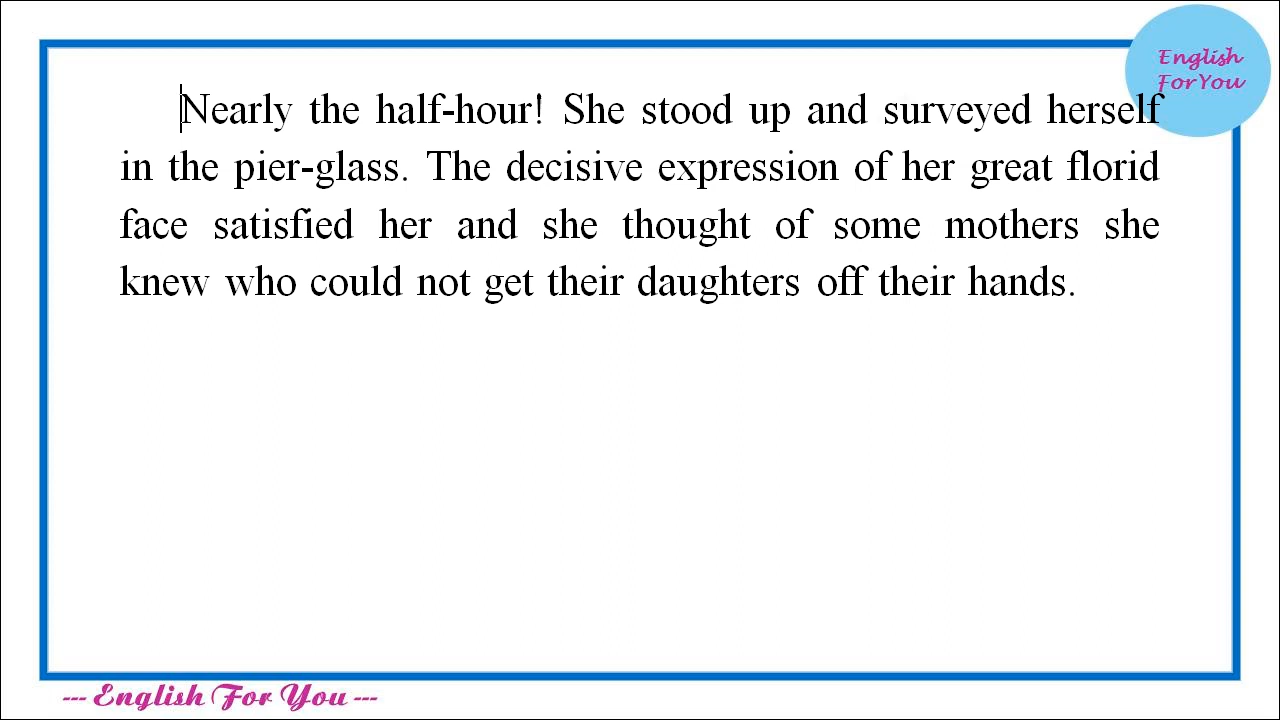 English
ForYou
Nearly the half-hour! She stood up and surveyed herself
in the pier-glass. The decisive expression of her great florid
face satisfied her and she thought of some mothers she
knew who could not get their daughters off their hands.
--- English For You ---